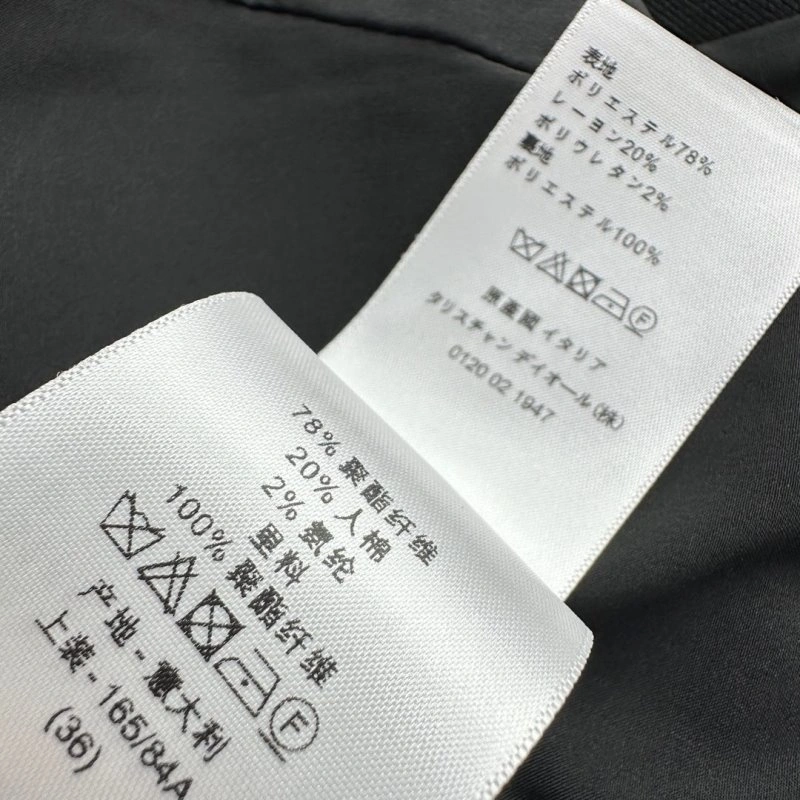 表地
ポリエステル78%
レーヨン20%
ポリウレタン2%
裏地
ポリエステル100%
F
原產國 イタリア
タリスチャン ディオール(株)
0120 02 1947
78% 聚酯纤维
20% 人棉
2% 氨纶
里料
100% 聚酯纤维
F
产地 - 意大利
上装 - 165/84A
(36)